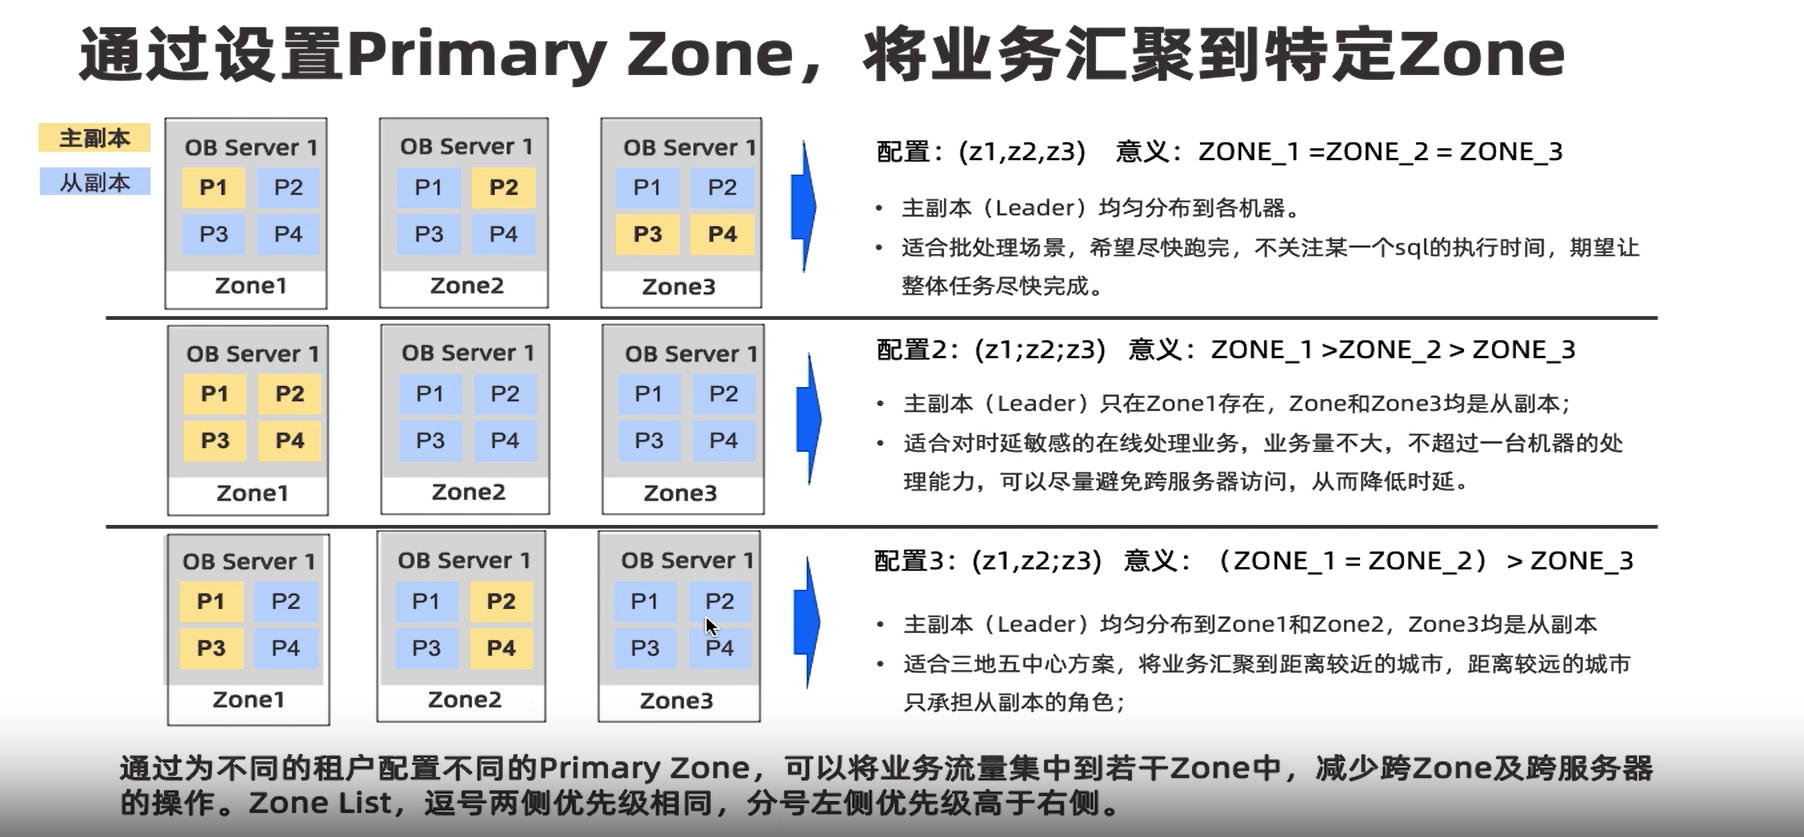 通过设置Primary Zone，将业务汇聚到特定Zone
主副本
从副本
OB Server 1
P1 P2
P3 P4
Zone1
OB Server 1
P1 P2
P3 P4
Zone2
OB Server 1
P1 P2
P3 P4
Zone3
配置：(z1,z2,z3) 意义：ZONE_1 =ZONE_2 = ZONE_3
• 主副本（Leader）均匀分布到各机器。
• 适合批处理场景，希望尽快跑完，不关注某一个sql的执行时间，期望让
整体任务尽快完成。
OB Server 1
P1 P2
P3 P4
Zone1
OB Server 1
P1 P2
P3 P4
Zone2
OB Server 1
P1 P2
P3 P4
Zone3
配置2：(z1;z2;z3) 意义：ZONE_1 >ZONE_2 > ZONE_3
• 主副本（Leader）只在Zone1存在，Zone和Zone3均是从副本；
• 适合对时延敏感的在线处理业务，业务量不大，不超过一台机器的处
理能力，可以尽量避免跨服务器访问，从而降低时延。
OB Server 1
P1 P2
P3 P4
Zone1
OB Server 1
P1 P2
P3 P4
Zone2
OB Server 1
P1 P2
P3 P4
Zone3
配置3：(z1,z2;z3) 意义：（ZONE_1 = ZONE_2）> ZONE_3
• 主副本（Leader）均匀分布到Zone1和Zone2，Zone3均是从副本
• 适合三地五中心方案，将业务汇聚到距离较近的城市，距离较远的城市
只承担从副本的角色；
通过为不同的租户配置不同的Primary Zone，可以将业务流量集中到若干Zone中，减少跨Zone及跨服务器
的操作。Zone List，逗号两侧优先级相同，分号左侧优先级高于右侧。